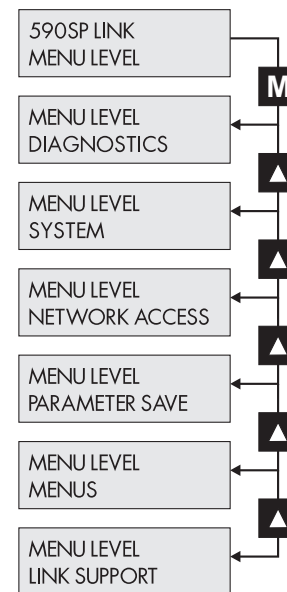 590SP LINK
MENU LEVEL
M
MENU LEVEL
DIAGNOSTICS
MENU LEVEL
SYSTEM
MENU LEVEL
NETWORK ACCESS
MENU LEVEL
PARAMETER SAVE
MENU LEVEL
MENUS
MENU LEVEL
LINK SUPPORT